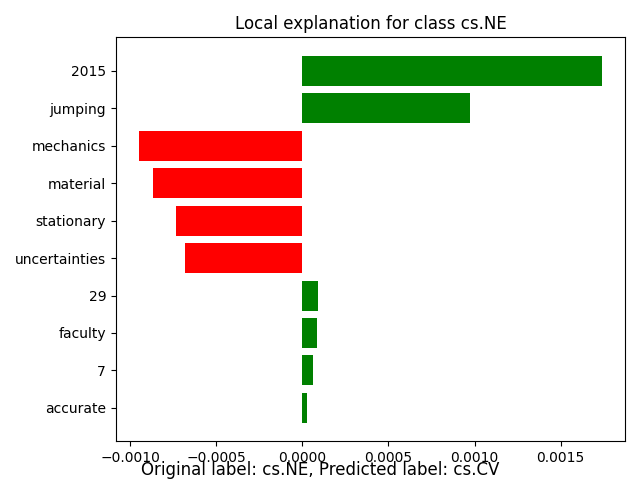 Local explanation for class cs.NE
2015
jumping
mechanics
material
stationary
uncertainties
29
faculty
7
accurate
−0.0010 −0.0005 0.0000 0.0005 0.0010 0.0015
Original label: cs.NE, Predicted label: cs.CV